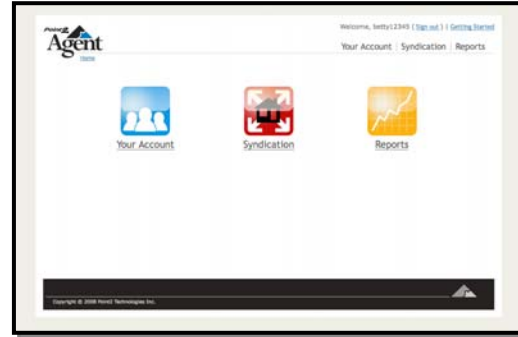 Welcome, betty12345 ( Sign out ) | Getting Started
Point2
Agent
Home
Your Account | Syndication | Reports
Your Account
Syndication
Reports
Copyright © 2008 Point2 Technologies Inc.